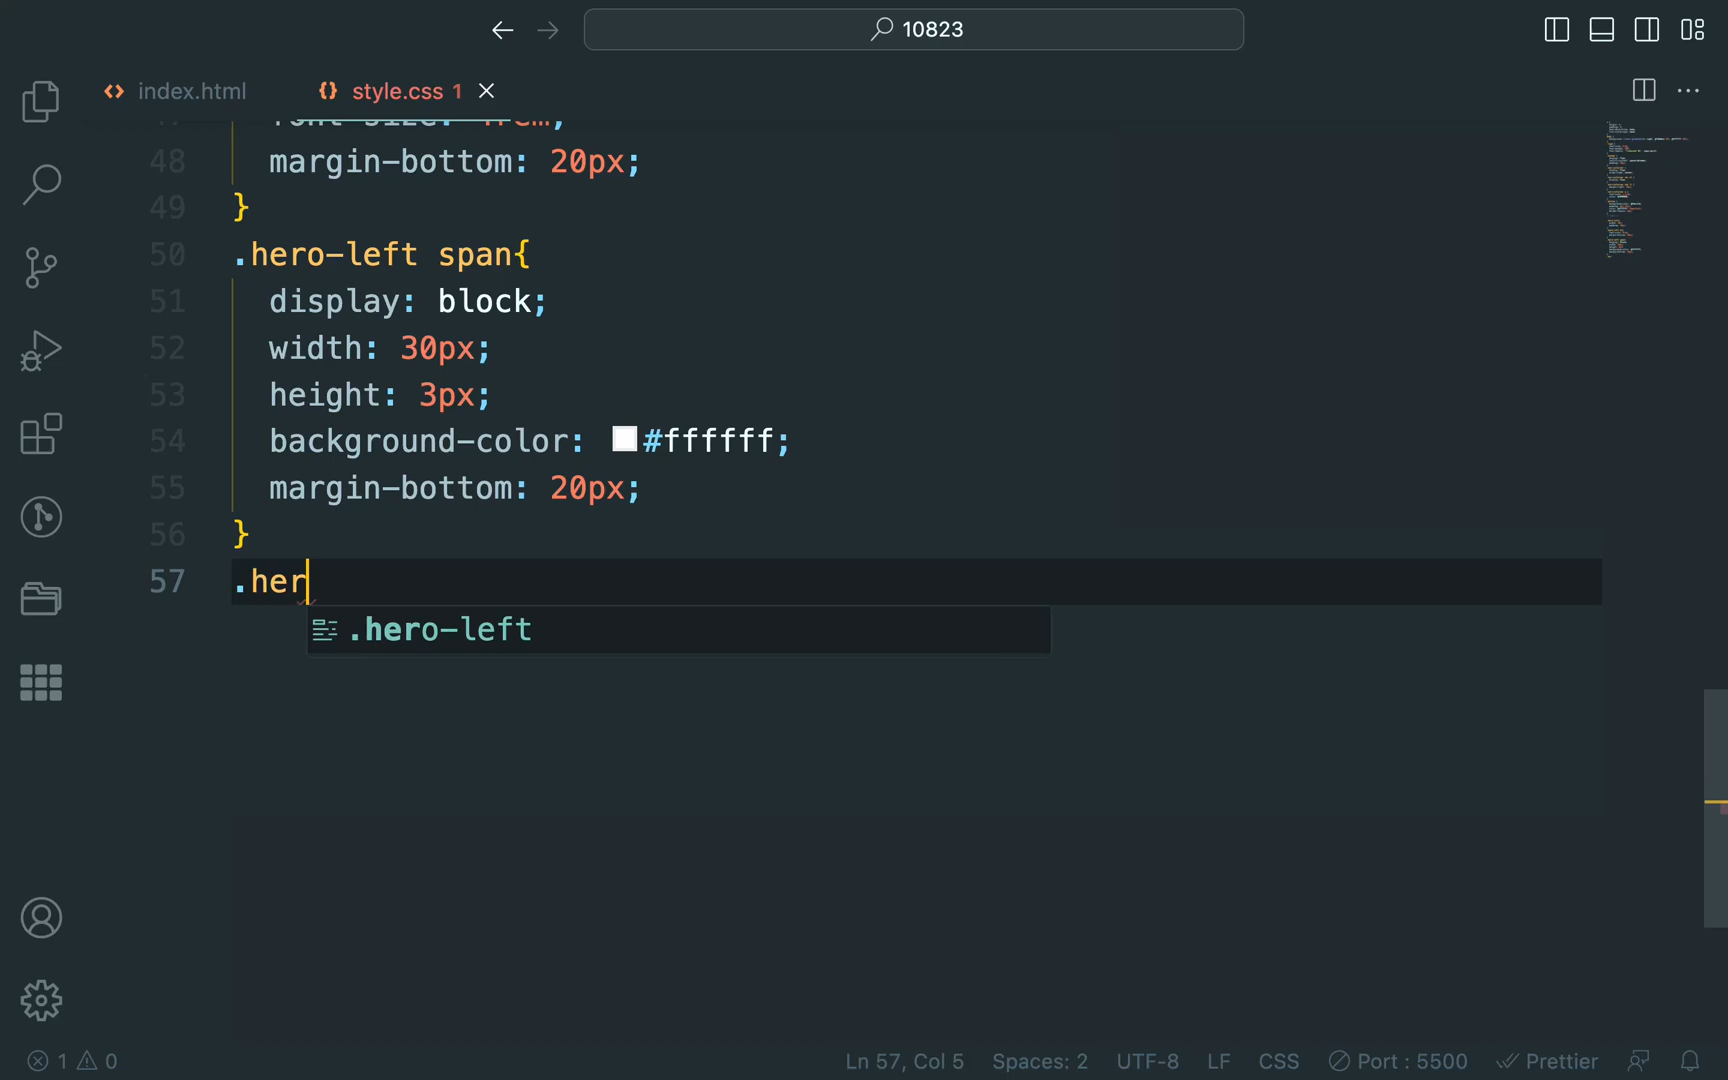 10823
index.html
style.css 1
48 margin-bottom: 20px;
49 }
50 .hero-left span{
51 display: block;
52 width: 30px;
53 height: 3px;
54 background-color: #ffffff;
55 margin-bottom: 20px;
56 }
57 .her
.hero-left
1 0 Ln 57, Col 5 Spaces: 2 UTF-8 LF CSS Port : 5500 Prettier